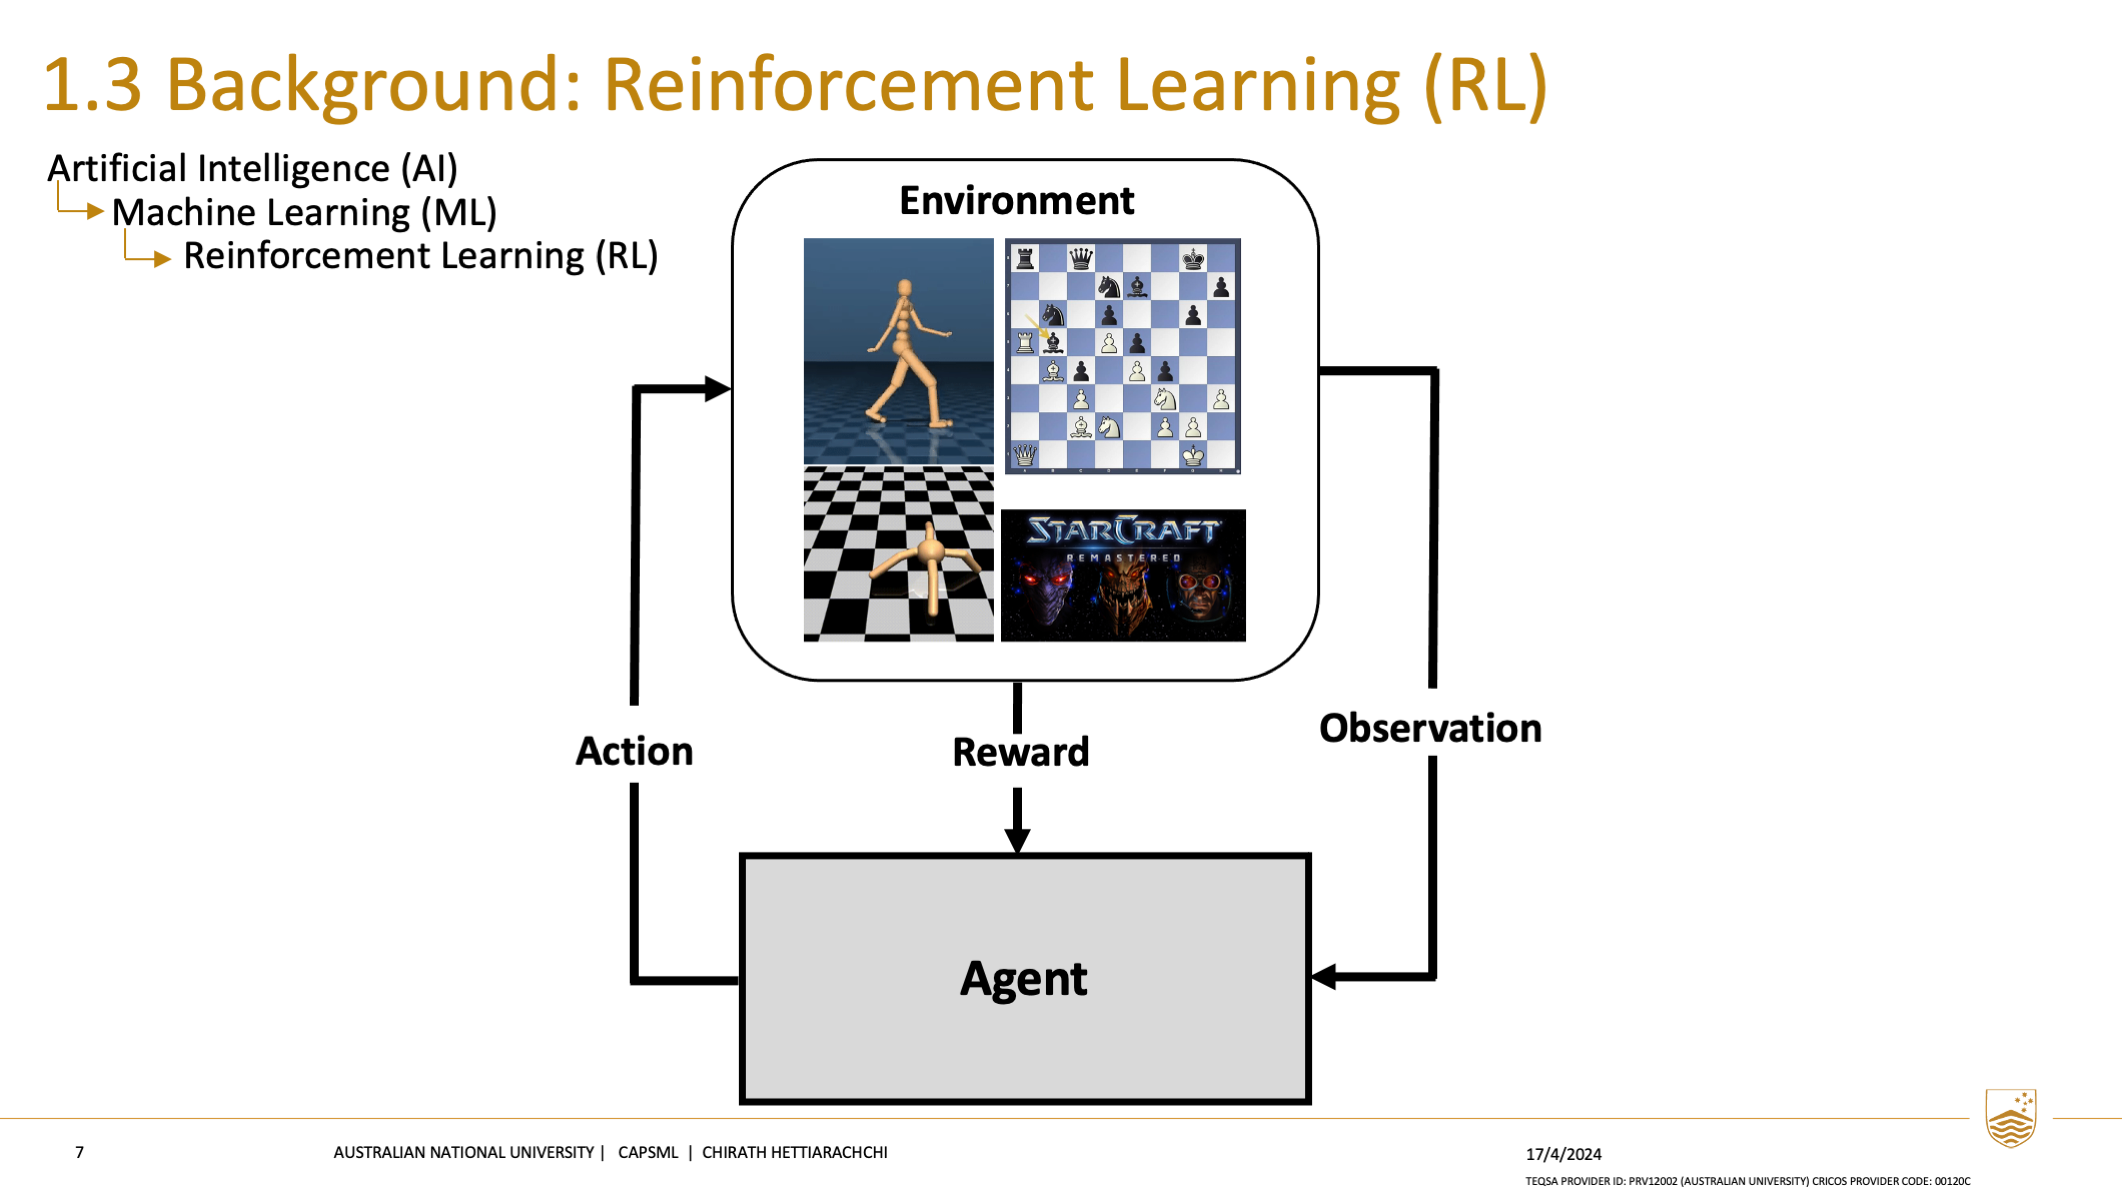 1.3 Background: Reinforcement Learning (RL)
Artificial Intelligence (AI)
Machine Learning (ML)
Reinforcement Learning (RL)
Environment
STARCRAFT
REMASTERED
Action
Reward
Observation
Agent
7
AUSTRALIAN NATIONAL UNIVERSITY | CAPSML | CHIRATH HETTIARACHCHI
17/4/2024
TEQSA PROVIDER ID: PRV12002 (AUSTRALIAN UNIVERSITY) CRICOS PROVIDER CODE: 00120C